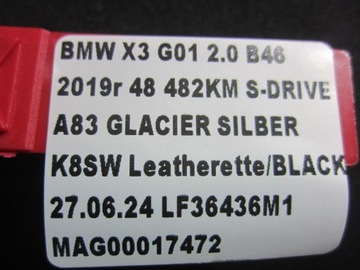 BMW X3 G01 2.0 B46
2019r 48 482KM S-DRIVE
A83 GLACIER SILBER
K8SW Leatherette/BLACK
27.06.24 LF36436M1
MAG00017472